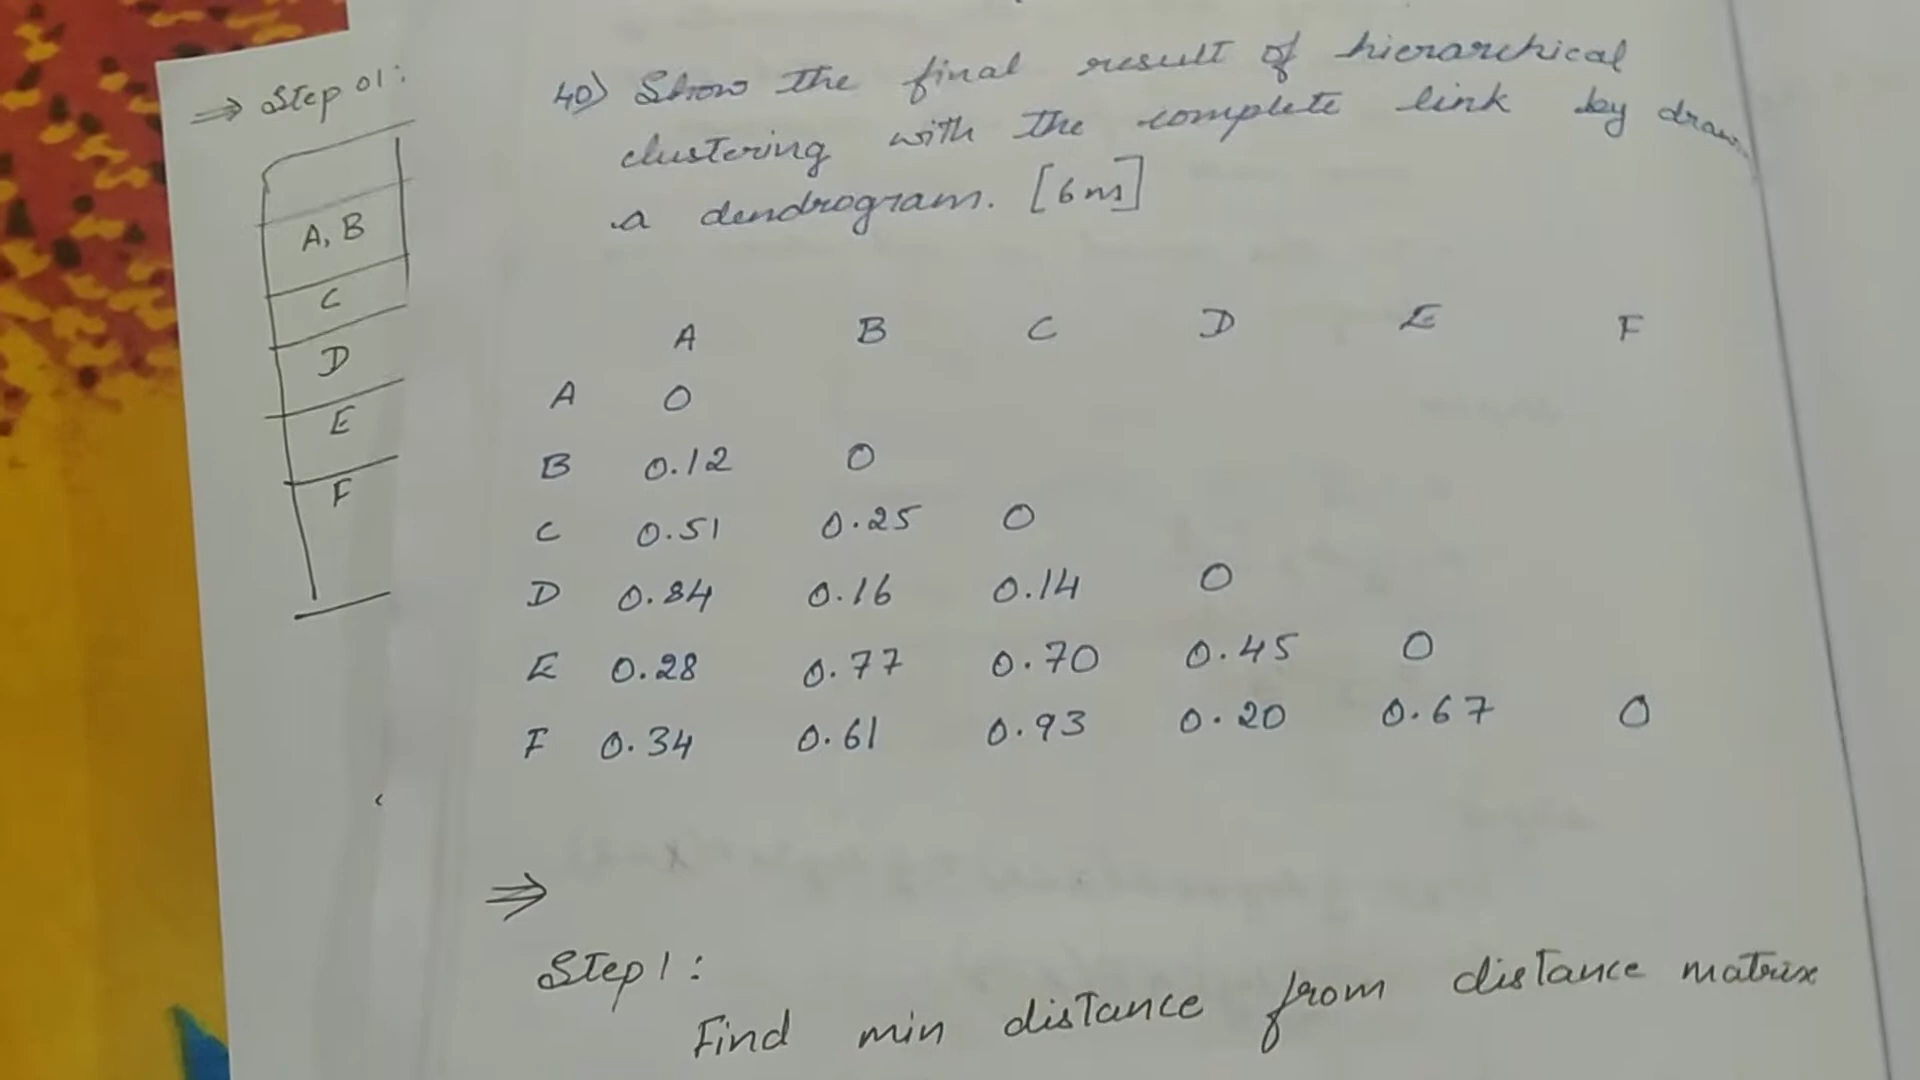 ⇒ Step 01:
A, B
C
D
E
F
40) Show the final result of hierarchical
clustering with the complete link by draw
a dendrogram. [6m]
A B C D E F
A 0
B 0.12 0
C 0.51 0.25 0
D 0.84 0.16 0.14 0
E 0.28 0.77 0.70 0.45 0
F 0.34 0.61 0.93 0.20 0.67 0
⇒
Step 1:
Find min distance from distance matrix